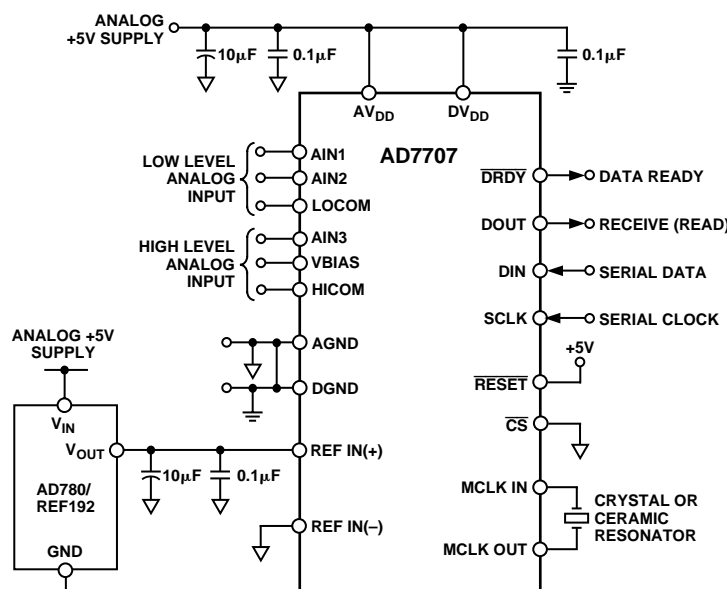 ANALOG
+5V SUPPLY
10μF
0.1μF
0.1μF
AVDD
DVDD
AD7707
LOW LEVEL
ANALOG
INPUT
AIN1
AIN2
LOCOM
HIGH LEVEL
ANALOG
INPUT
AIN3
VBIAS
HICOM
AGND
DGND
DRDY
DATA READY
DOUT
RECEIVE (READ)
DIN
SERIAL DATA
SCLK
SERIAL CLOCK
+5V
RESET
CS
ANALOG +5V
SUPPLY
VIN
VOUT
AD780/
REF192
GND
10μF
0.1μF
REF IN(+)
REF IN(–)
MCLK IN
MCLK OUT
CRYSTAL OR
CERAMIC
RESONATOR